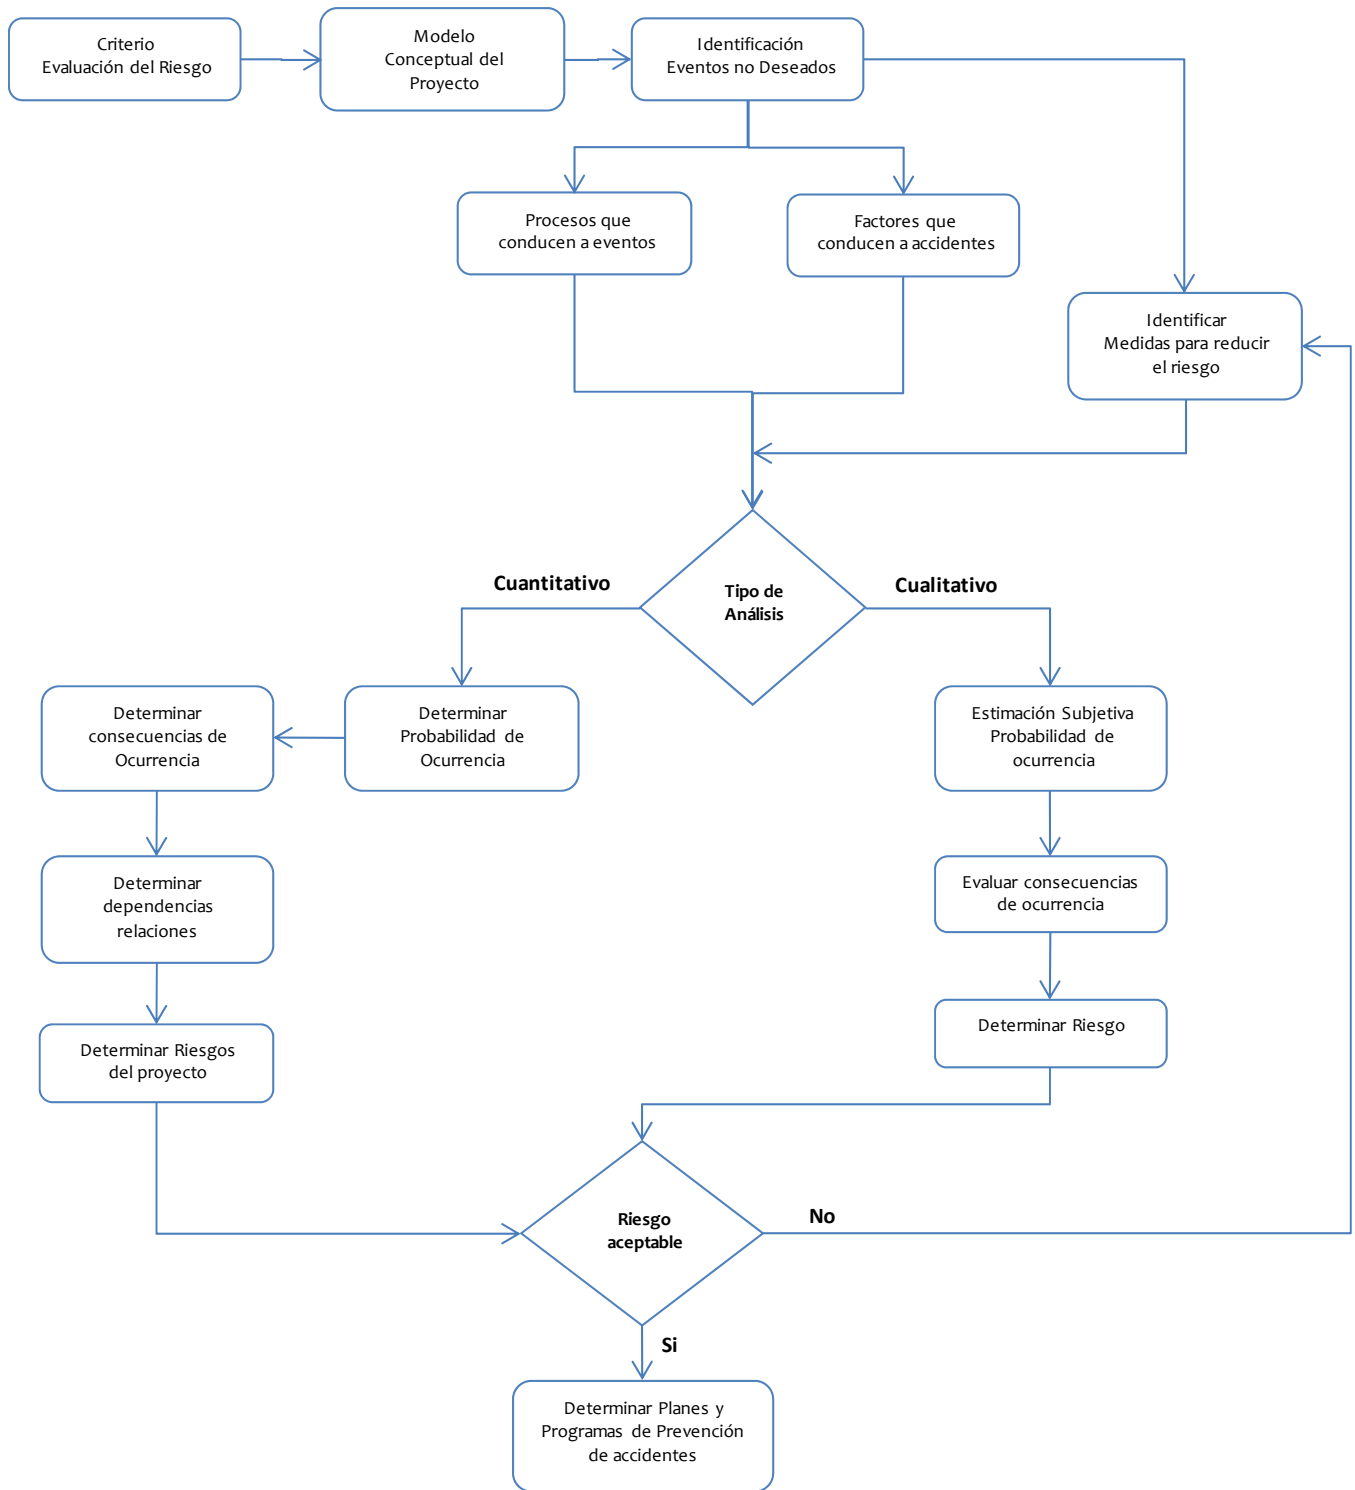 Criterio
Evaluación del Riesgo
Modelo
Conceptual del
Proyecto
Identificación
Eventos no Deseados
Procesos que
conducen a eventos
Factores que
conducen a accidentes
Identificar
Medidas para reducir
el riesgo
Cuantitativo
Tipo de
Análisis
Cualitativo
Determinar
consecuencias de
Ocurrencia
Determinar
Probabilidad de
Ocurrencia
Estimación Subjetiva
Probabilidad de
ocurrencia
Determinar
dependencias
relaciones
Evaluar consecuencias
de ocurrencia
Determinar Riesgos
del proyecto
Determinar Riesgo
Riesgo
aceptable
No
Si
Determinar Planes y
Programas de Prevención
de accidentes